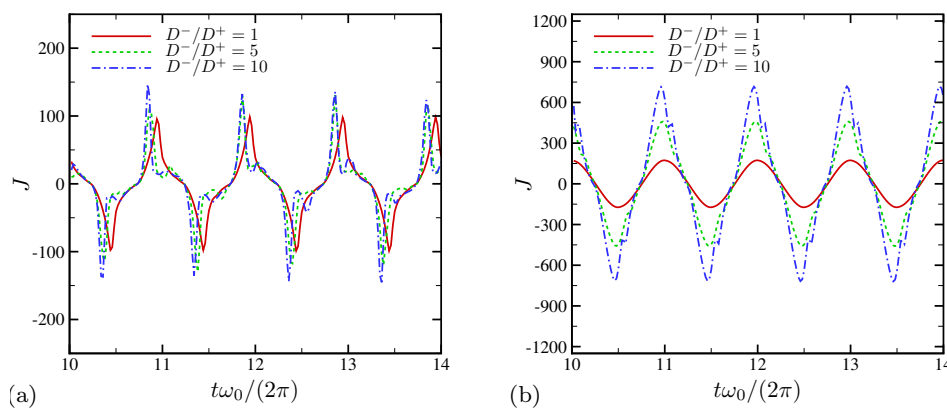 D⁻/D⁺ = 1
D⁻/D⁺ = 5
D⁻/D⁺ = 10
J
200
100
0
-100
-200
10 11 12 13 14
tω₀/(2π)
(a)
D⁻/D⁺ = 1
D⁻/D⁺ = 5
D⁻/D⁺ = 10
J
1200
900
600
300
0
-300
-600
-900
-1200
10 11 12 13 14
tω₀/(2π)
(b)